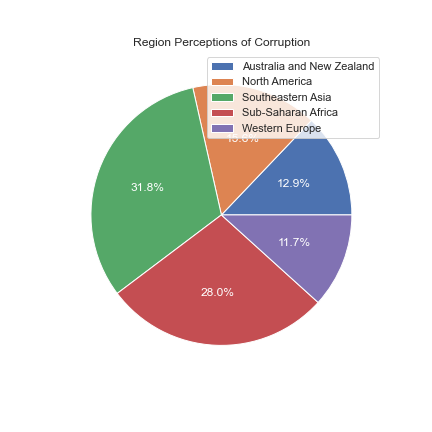 Region Perceptions of Corruption
Australia and New Zealand
North America
Southeastern Asia
Sub-Saharan Africa
Western Europe
12.9%
31.8%
28.0%
11.7%